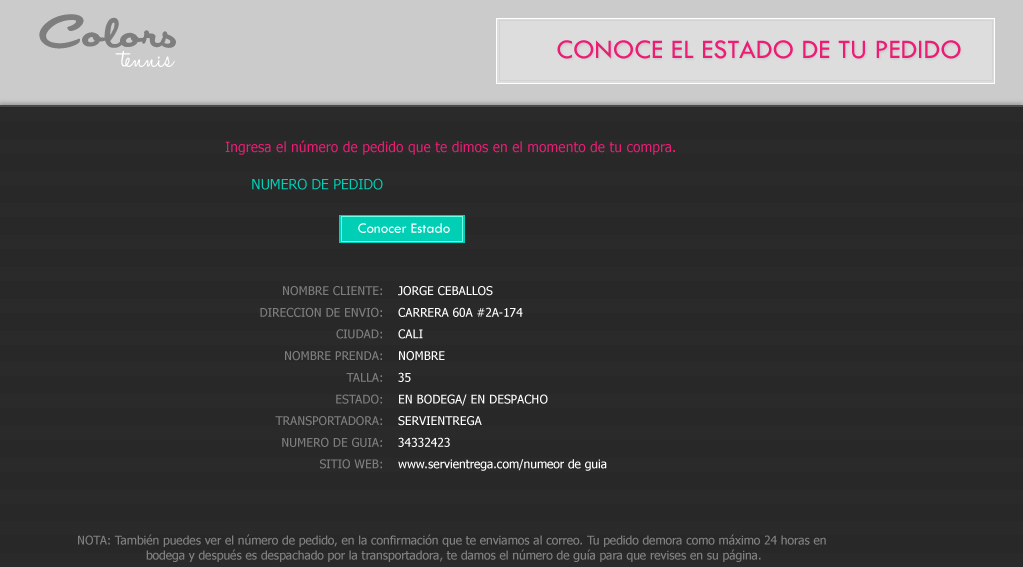 Colors
tennis
CONOCE EL ESTADO DE TU PEDIDO
Ingresa el número de pedido que te dimos en el momento de tu compra.
NUMERO DE PEDIDO
Conocer Estado
NOMBRE CLIENTE: JORGE CEBALLOS
DIRECCION DE ENVIO: CARRERA 60A #2A-174
CIUDAD: CALI
NOMBRE PRENDA: NOMBRE
TALLA: 35
ESTADO: EN BODEGA/ EN DESPACHO
TRANSPORTADORA: SERVIENTREGA
NUMERO DE GUIA: 34332423
SITIO WEB: www.servientrega.com/numeor de guia
NOTA: También puedes ver el número de pedido, en la confirmación que te enviamos al correo. Tu pedido demora como máximo 24 horas en
bodega y después es despachado por la transportadora, te damos el número de guía para que revises en su página.